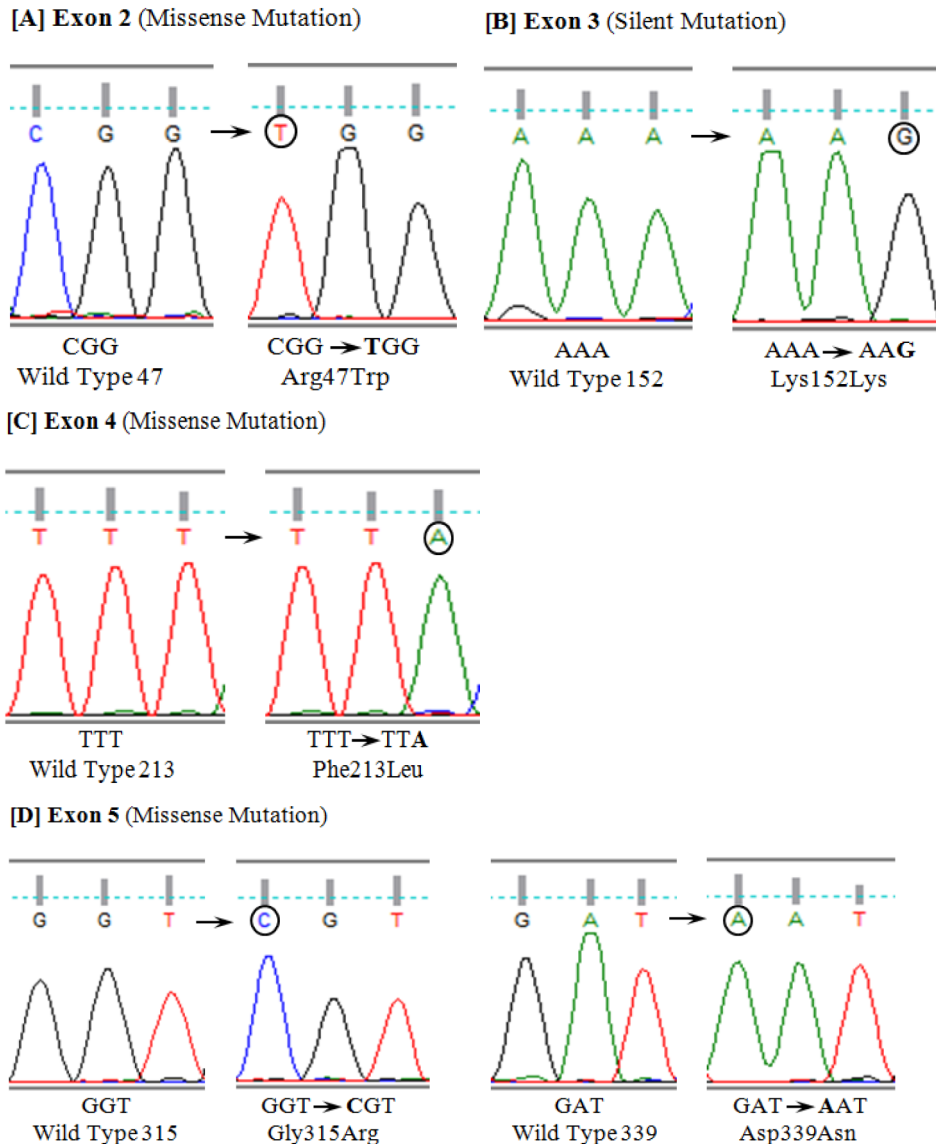 [A] Exon 2 (Missense Mutation)
C G G → T G G
CGG
Wild Type 47
CGG → TGG
Arg47Trp
[B] Exon 3 (Silent Mutation)
A A A → A A G
AAA
Wild Type 152
AAA → AAG
Lys152Lys
[C] Exon 4 (Missense Mutation)
T T T → T T A
TTT
Wild Type 213
TTT → TTA
Phe213Leu
[D] Exon 5 (Missense Mutation)
G G T → C G T
GGT
Wild Type 315
GGT → CGT
Gly315Arg
G A T → A A T
GAT
Wild Type 339
GAT → AAT
Asp339Asn